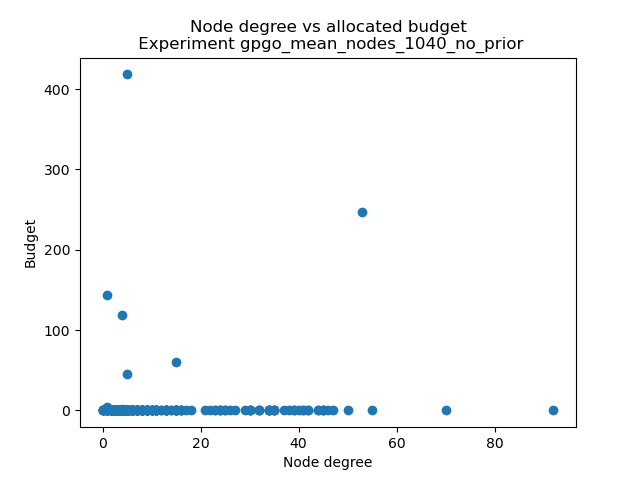 Node degree vs allocated budget
Experiment gpgo_mean_nodes_1040_no_prior
400
300
200
100
0
Budget
0 20 40 60 80
Node degree